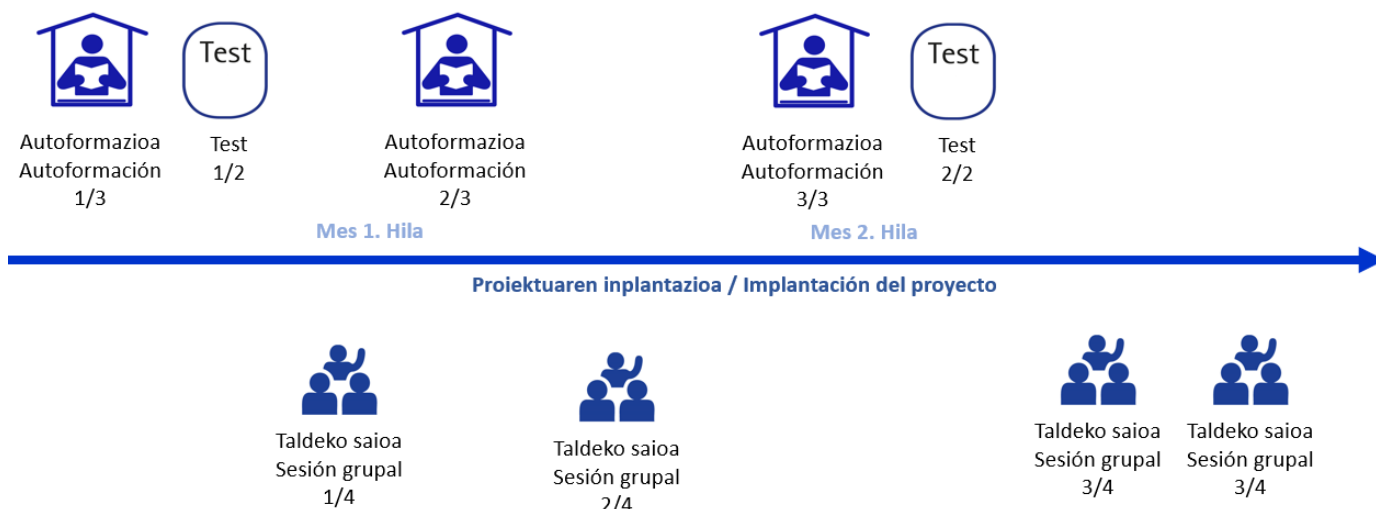 Test
Test
Autoformazioa
Autoformación
1/3
Test
1/2
Autoformazioa
Autoformación
2/3
Autoformazioa
Autoformación
3/3
Test
2/2
Mes 1. Hila
Mes 2. Hila
Proiektuaren inplantazioa / Implantación del proyecto
Taldeko saioa
Sesión grupal
1/4
Taldeko saioa
Sesión grupal
2/4
Taldeko saioa
Sesión grupal
3/4
Taldeko saioa
Sesión grupal
3/4